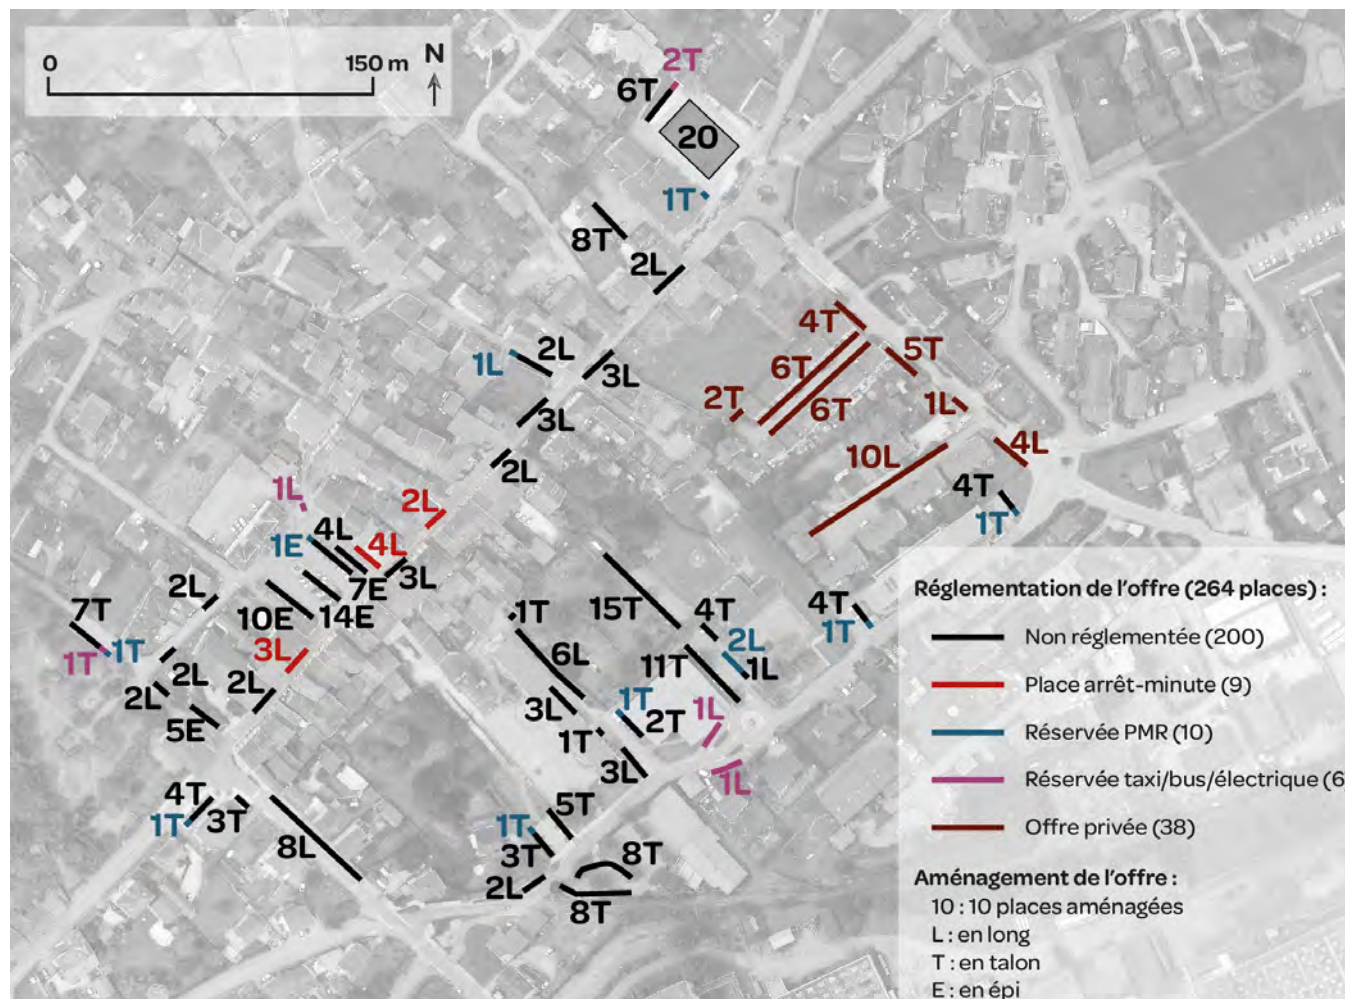 0 150 m N
2T
6T
20
1T
8T
2L
4T
5T
6T
2L
1L
3L
2T
6T
1L
3L
10L
4L
2L
4T
1L
2L
1T
4L
1E
4L
3L
7E
2L
10E
14E
7T
1T
15T
4T
4T
1T
1T
1T
3L
6L
11T
2L
1L
2L
2L
2L
3L
1T
2T
1L
5E
1T
3L
1L
4T
1T
3T
5T
1T
8L
3T
8T
2L
8T
Réglementation de l'offre (264 places) :
Non réglementée (200)
Place arrêt-minute (9)
Réservée PMR (10)
Réservée taxi/bus/électrique (6
Offre privée (38)
Aménagement de l'offre :
10 : 10 places aménagées
L : en long
T : en talon
E : en épi